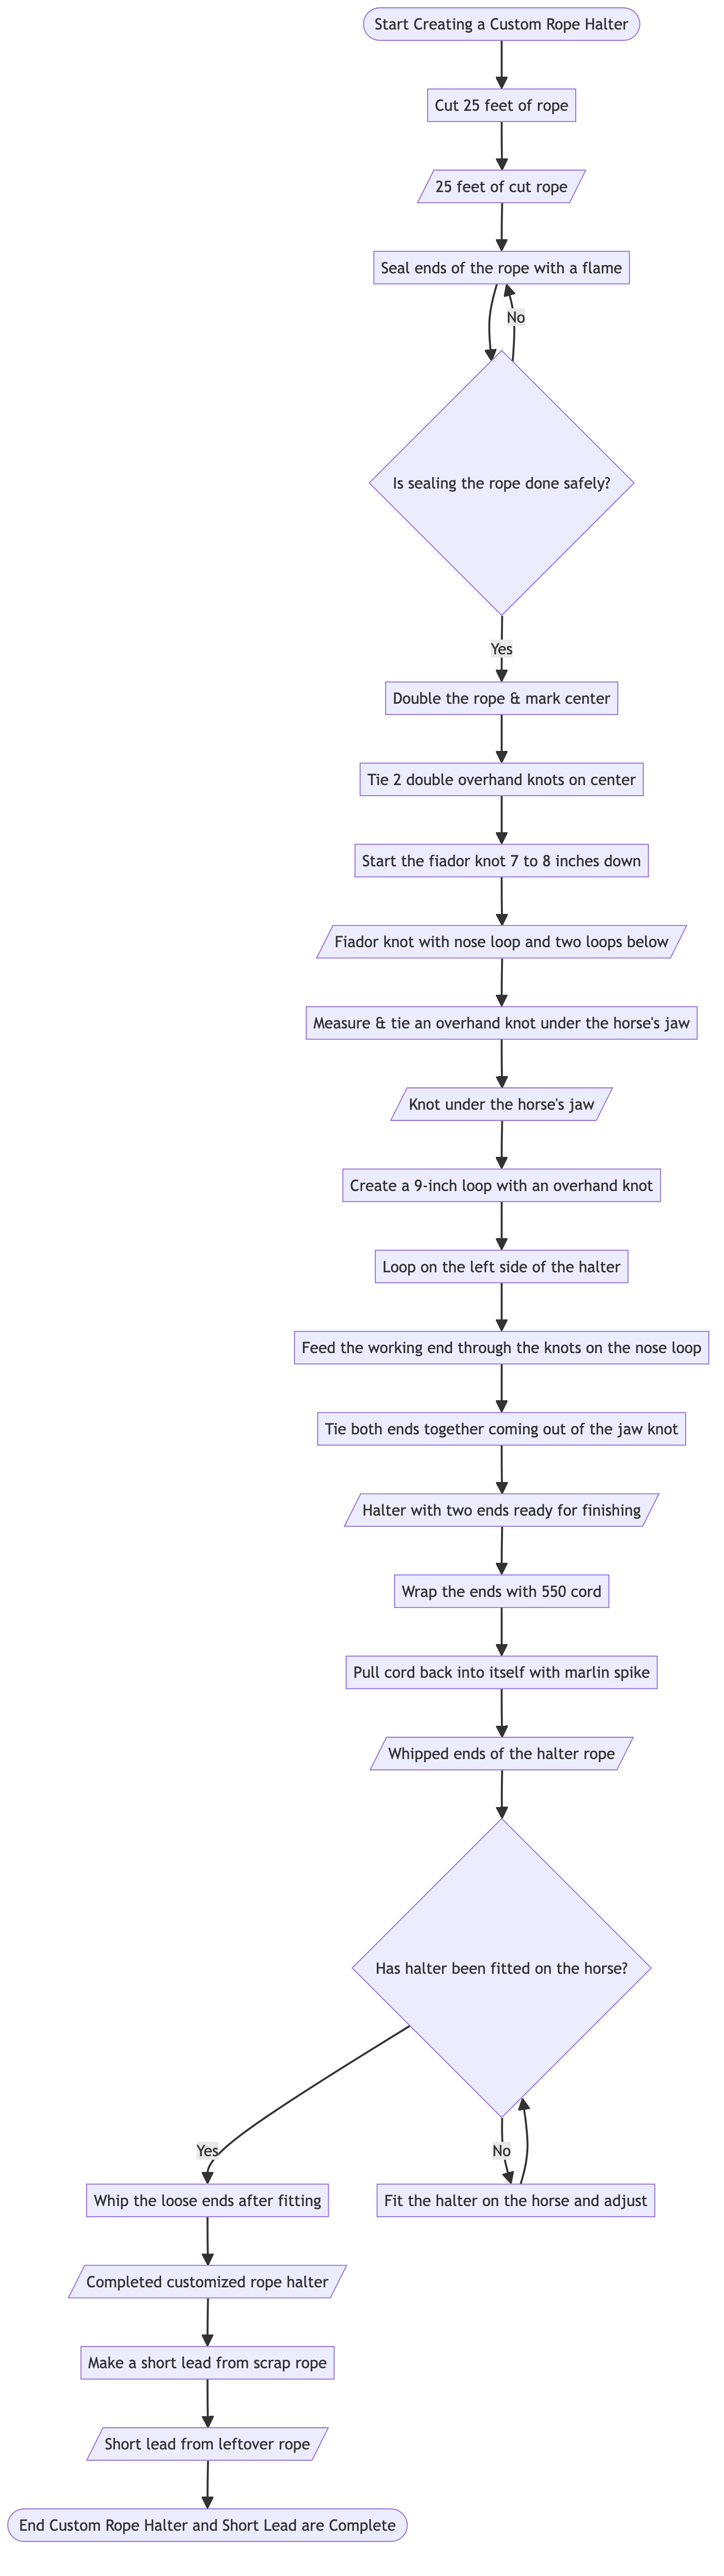 Start Creating a Custom Rope Halter
Cut 25 feet of rope
25 feet of cut rope
Seal ends of the rope with a flame
No
Is sealing the rope done safely?
Yes
Double the rope & mark center
Tie 2 double overhand knots on center
Start the fiador knot 7 to 8 inches down
Fiador knot with nose loop and two loops below
Measure & tie an overhand knot under the horse's jaw
Knot under the horse's jaw
Create a 9-inch loop with an overhand knot
Loop on the left side of the halter
Feed the working end through the knots on the nose loop
Tie both ends together coming out of the jaw knot
Halter with two ends ready for finishing
Wrap the ends with 550 cord
Pull cord back into itself with marlin spike
Whipped ends of the halter rope
Has halter been fitted on the horse?
Yes
No
Whip the loose ends after fitting
Fit the halter on the horse and adjust
Completed customized rope halter
Make a short lead from scrap rope
Short lead from leftover rope
End Custom Rope Halter and Short Lead are Complete